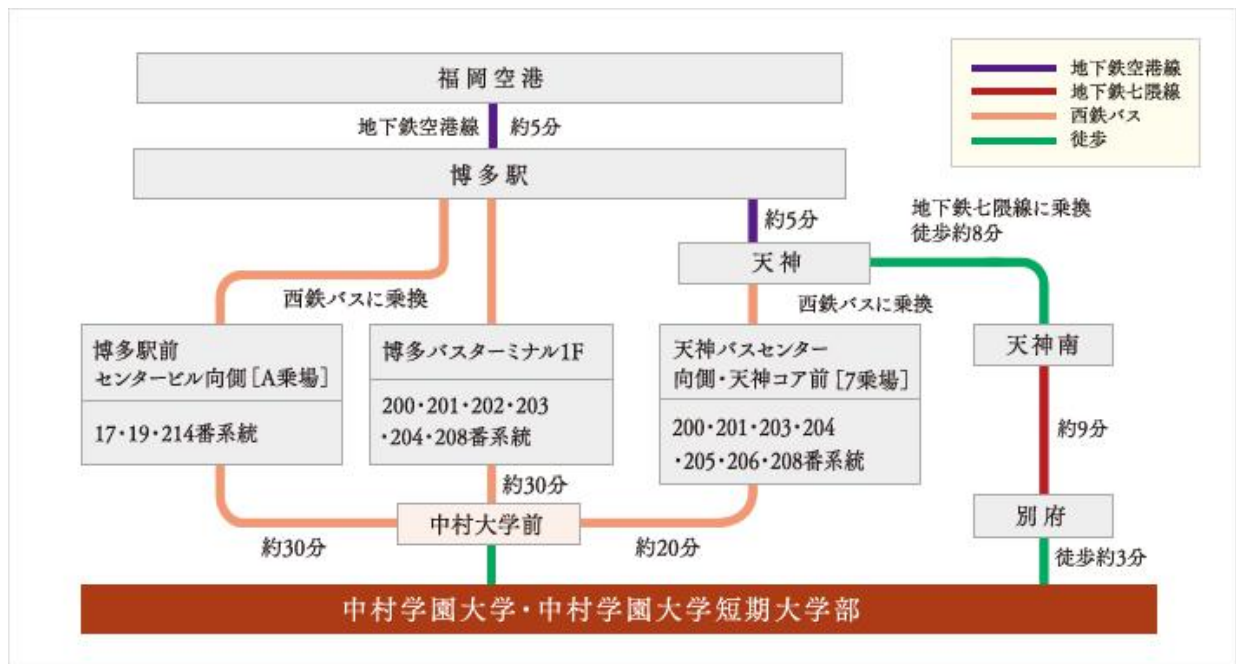 福岡空港
地下鉄空港線
地下鉄七隈線
西鉄バス
徒歩
地下鉄空港線 約5分
博多駅
約5分
地下鉄七隈線に乗換
徒歩約8分
天神
西鉄バスに乗換
西鉄バスに乗換
博多駅前
センタービル向側[A乗場]
17・19・214番系統
博多バスターミナル1F
200・201・202・203
・204・208番系統
天神バスセンター
向側・天神コア前[7乗場]
200・201・203・204
・205・206・208番系統
天神南
約9分
別府
約30分
中村大学前
約30分
約20分
徒歩約3分
中村学園大学・中村学園大学短期大学部